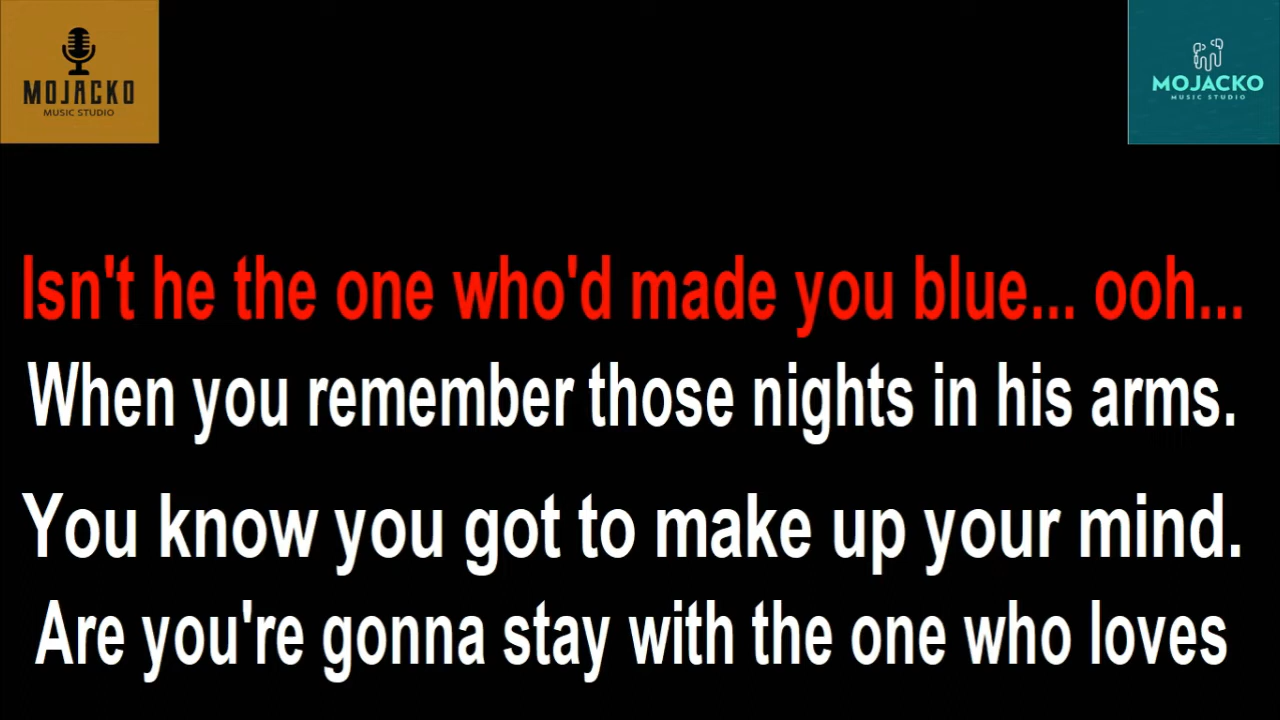 MOJACKO
MUSIC STUDIO
MOJACKO
MUSIC STUDIO
Isn't he the one who'd made you blue... ooh...
When you remember those nights in his arms.
You know you got to make up your mind.
Are you're gonna stay with the one who loves